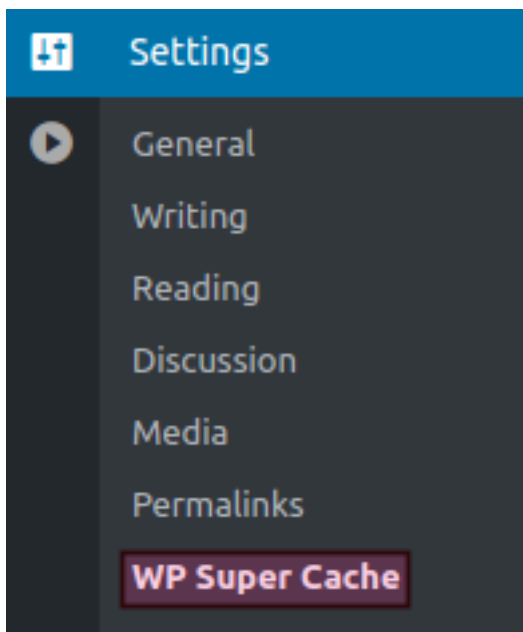 Settings
General
Writing
Reading
Discussion
Media
Permalinks
WP Super Cache